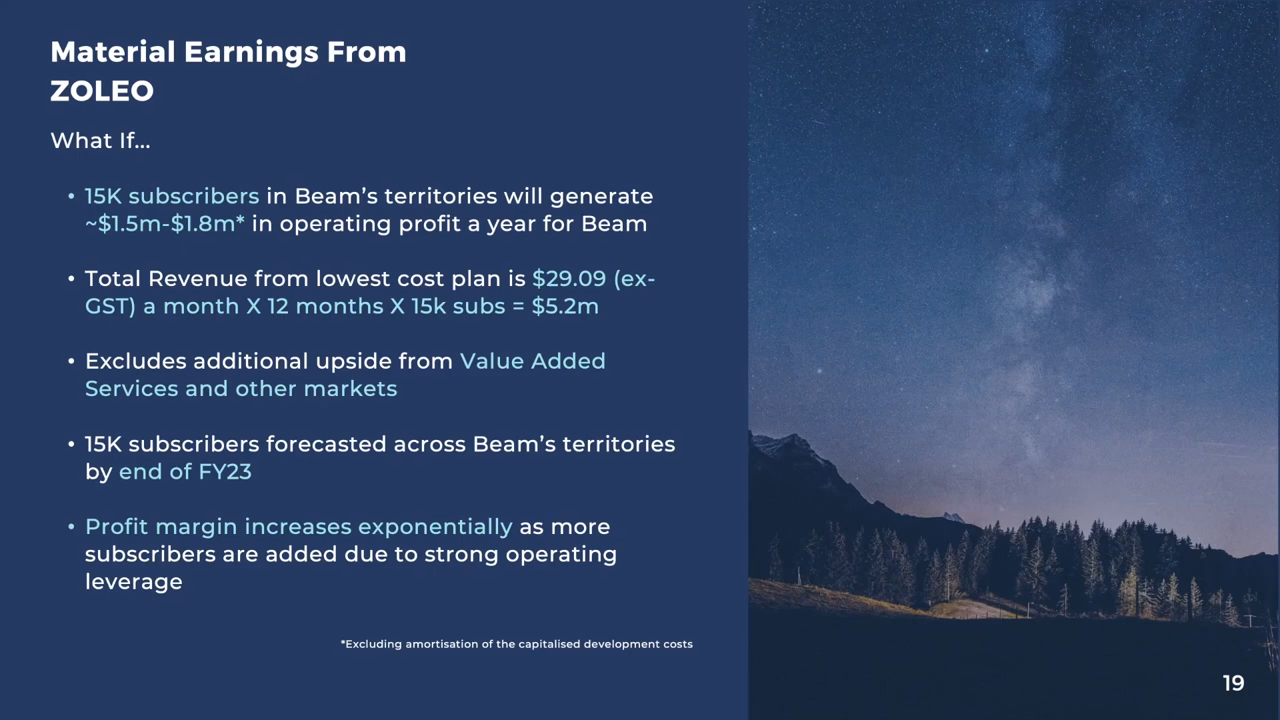 Material Earnings From
ZOLEO
What If...
• 15K subscribers in Beam's territories will generate
~$1.5m-$1.8m* in operating profit a year for Beam
• Total Revenue from lowest cost plan is $29.09 (ex-
GST) a month X 12 months X 15k subs = $5.2m
• Excludes additional upside from Value Added
Services and other markets
• 15K subscribers forecasted across Beam's territories
by end of FY23
• Profit margin increases exponentially as more
subscribers are added due to strong operating
leverage
*Excluding amortisation of the capitalised development costs
19